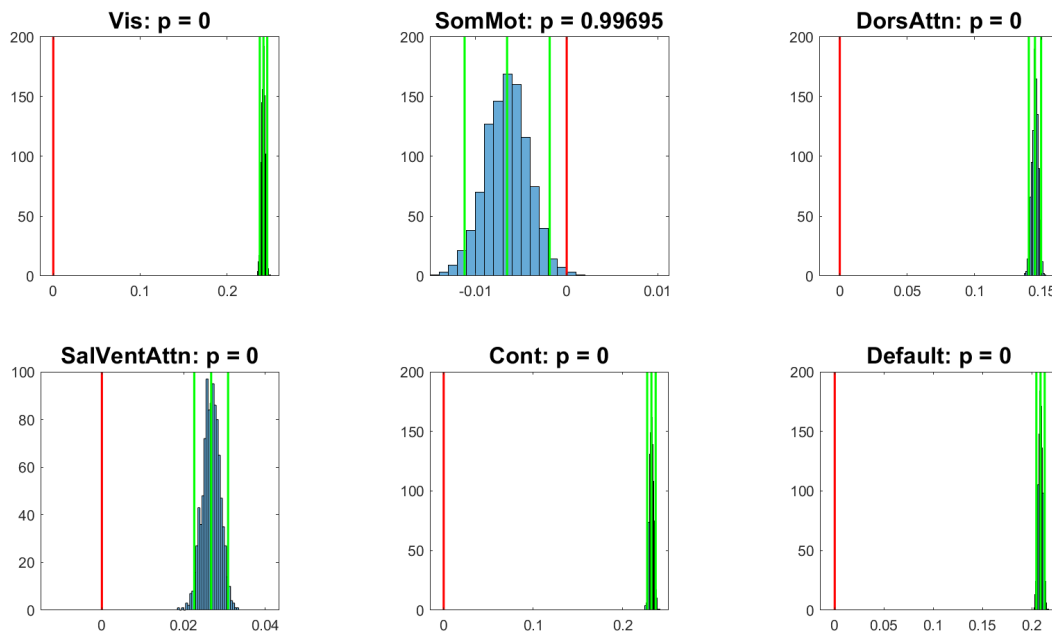 Vis: p = 0
200
150
100
50
0
0 0.1 0.2
SomMot: p = 0.99695
200
150
100
50
0
-0.01 0 0.01
DorsAttn: p = 0
200
150
100
50
0
0 0.05 0.1 0.15
SalVentAttn: p = 0
100
80
60
40
20
0
0 0.02 0.04
Cont: p = 0
200
150
100
50
0
0 0.1 0.2
Default: p = 0
200
150
100
50
0
0 0.05 0.1 0.15 0.2